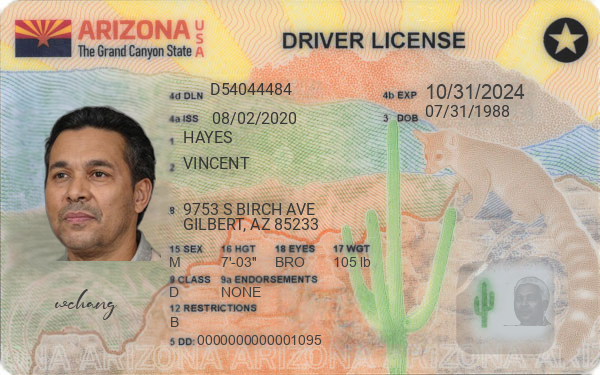 ARIZONA USA
The Grand Canyon State
DRIVER LICENSE
4d DLN D54044484
4b EXP 10/31/2024
4a ISS 08/02/2020
3 DOB 07/31/1988
1 HAYES
2 VINCENT
8 9753 S BIRCH AVE
GILBERT, AZ 85233
15 SEX 16 HGT 18 EYES 17 WGT
M 7'-03" BRO 105 lb
9 CLASS 9a ENDORSEMENTS
D NONE
12 RESTRICTIONS
B
wchang
5 DD: 0000000000001095
ONA ARIZONA ARIZONA ARIZONA ARIZONA ARIZ